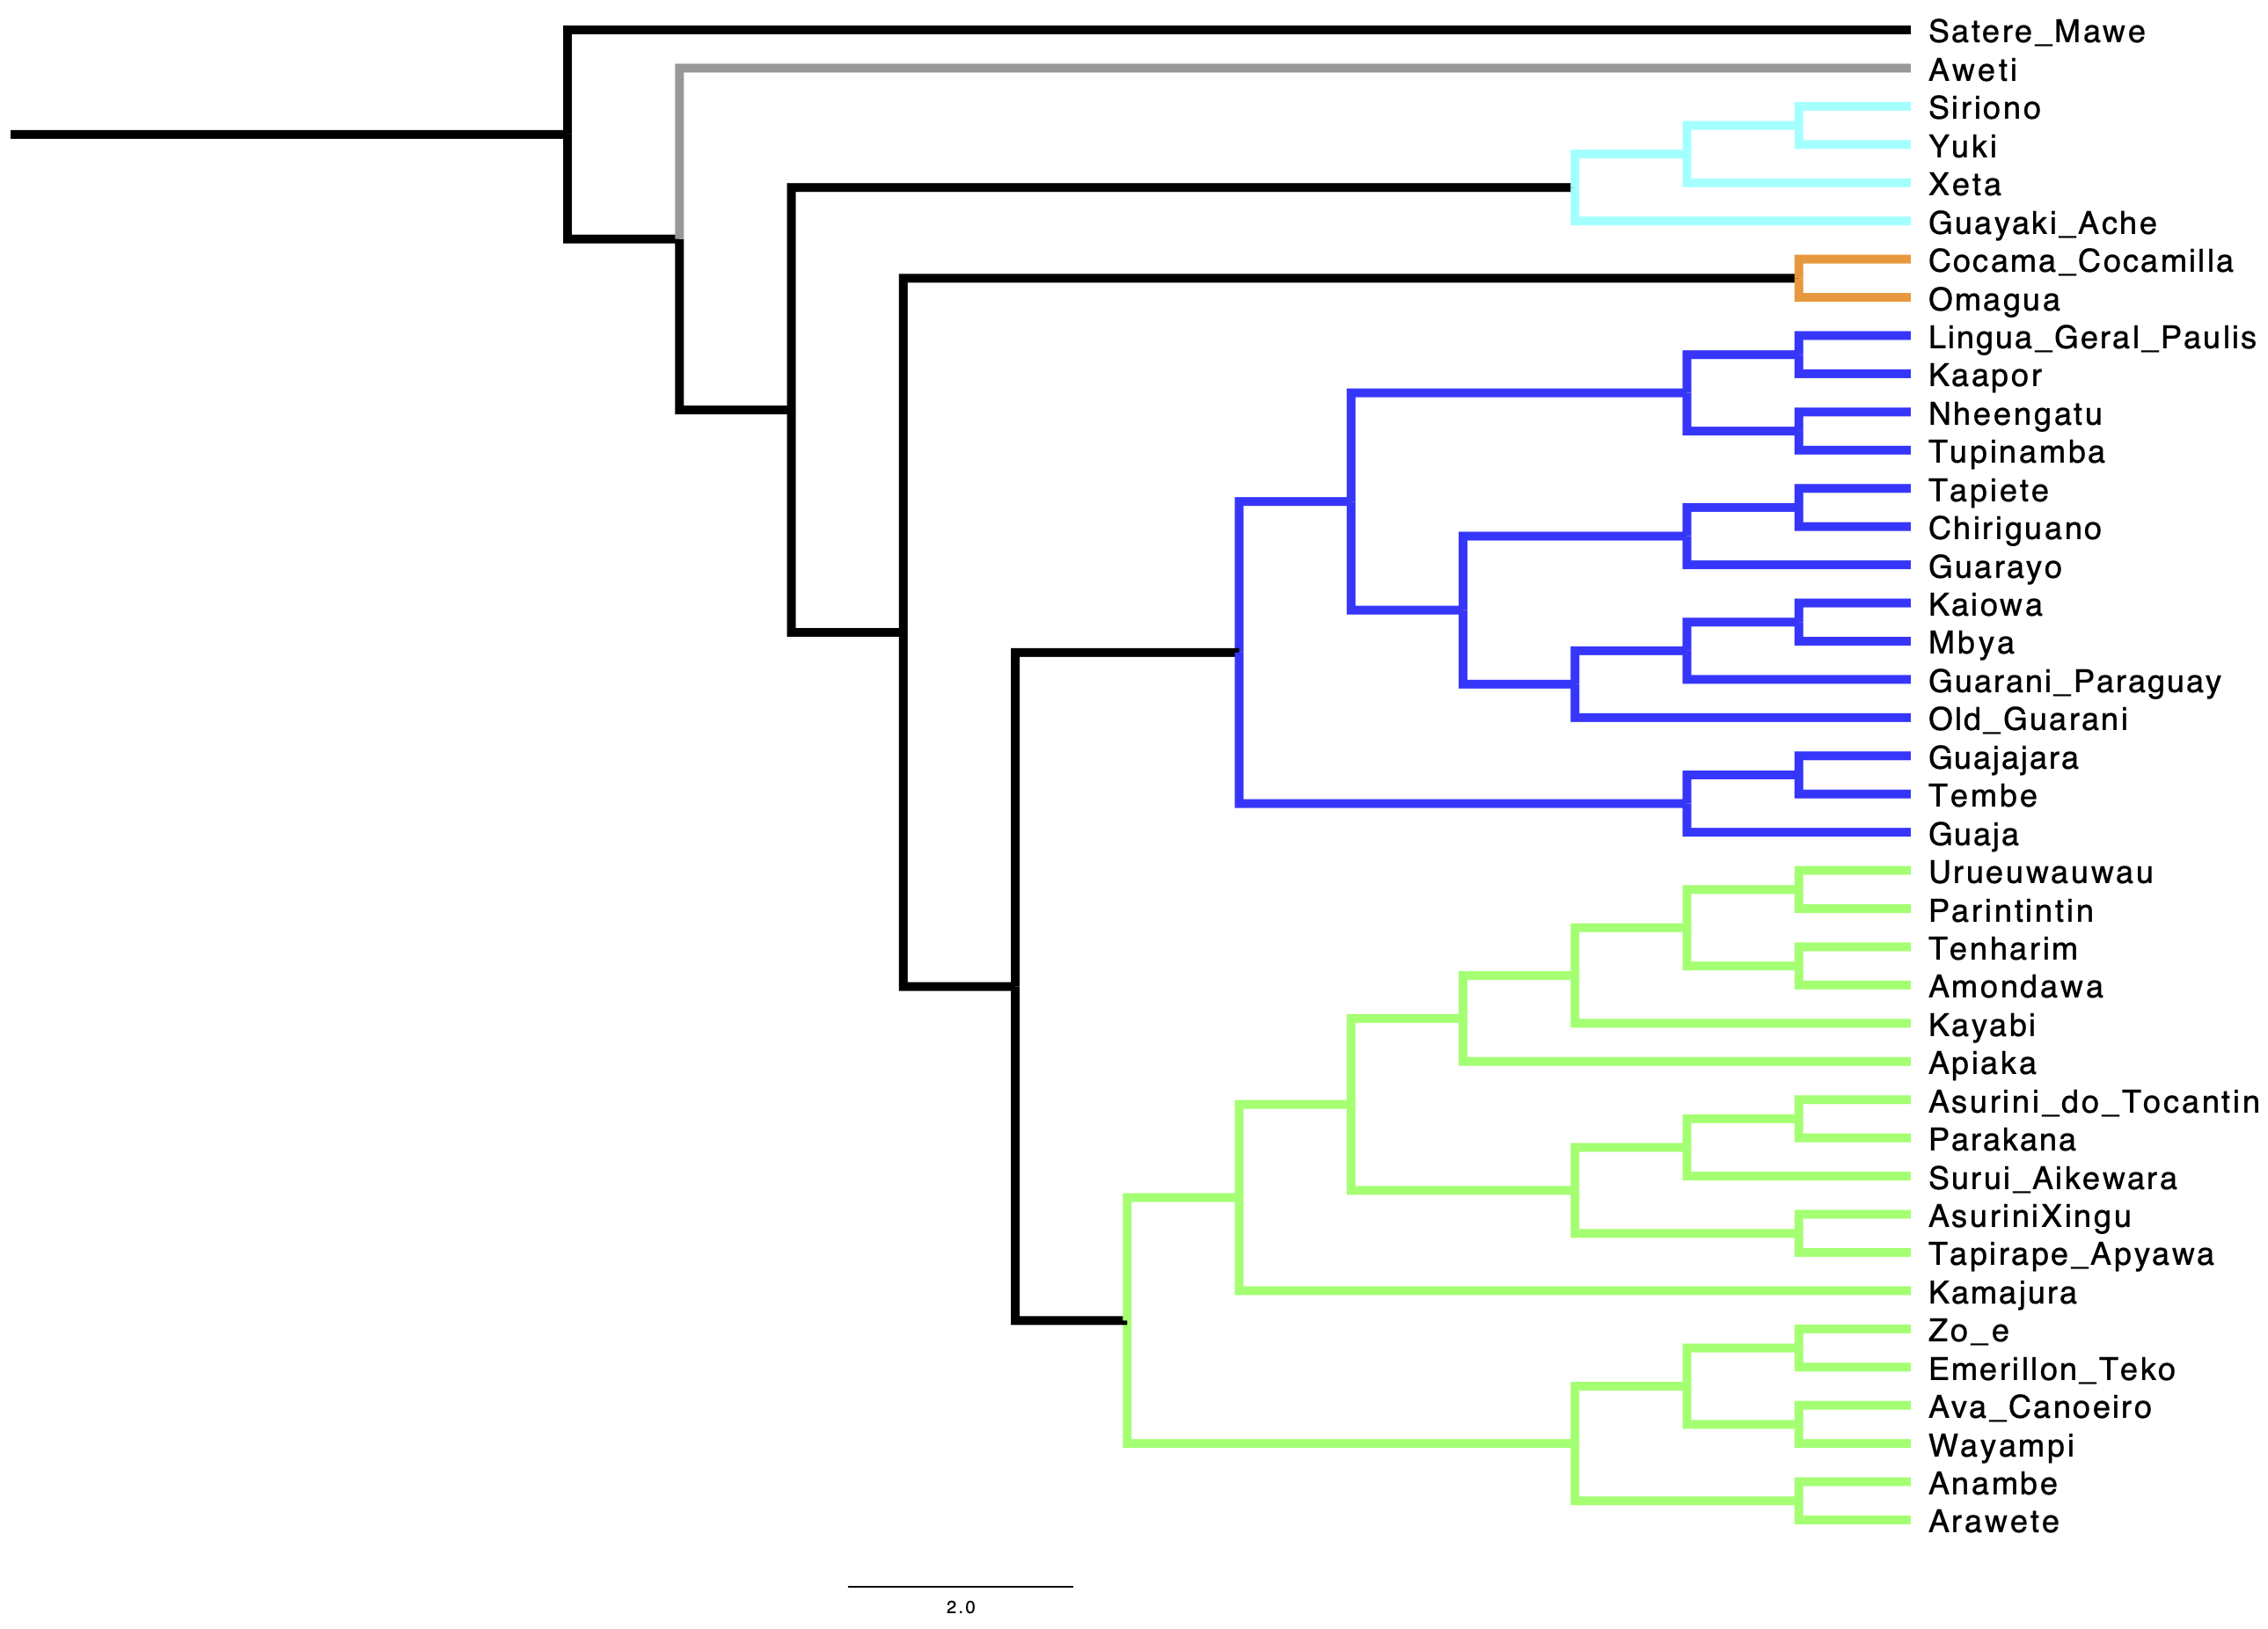 Satere_Mawe
Aweti
Siriono
Yuki
Xeta
Guayaki_Ache
Cocama_Cocamilla
Omagua
Lingua_Geral_Paulis
Kaapor
Nheengatu
Tupinamba
Tapiete
Chiriguano
Guarayo
Kaiowa
Mbya
Guarani_Paraguay
Old_Guarani
Guajajara
Tembe
Guaja
Urueuwauwau
Parintintin
Tenharim
Amondawa
Kayabi
Apiaka
Asurini_do_Tocantin
Parakana
Surui_Aikewara
AsuriniXingu
Tapirape_Apyawa
Kamajura
Zo_e
Emerillon_Teko
Ava_Canoeiro
Wayampi
Anambe
Arawete
2.0